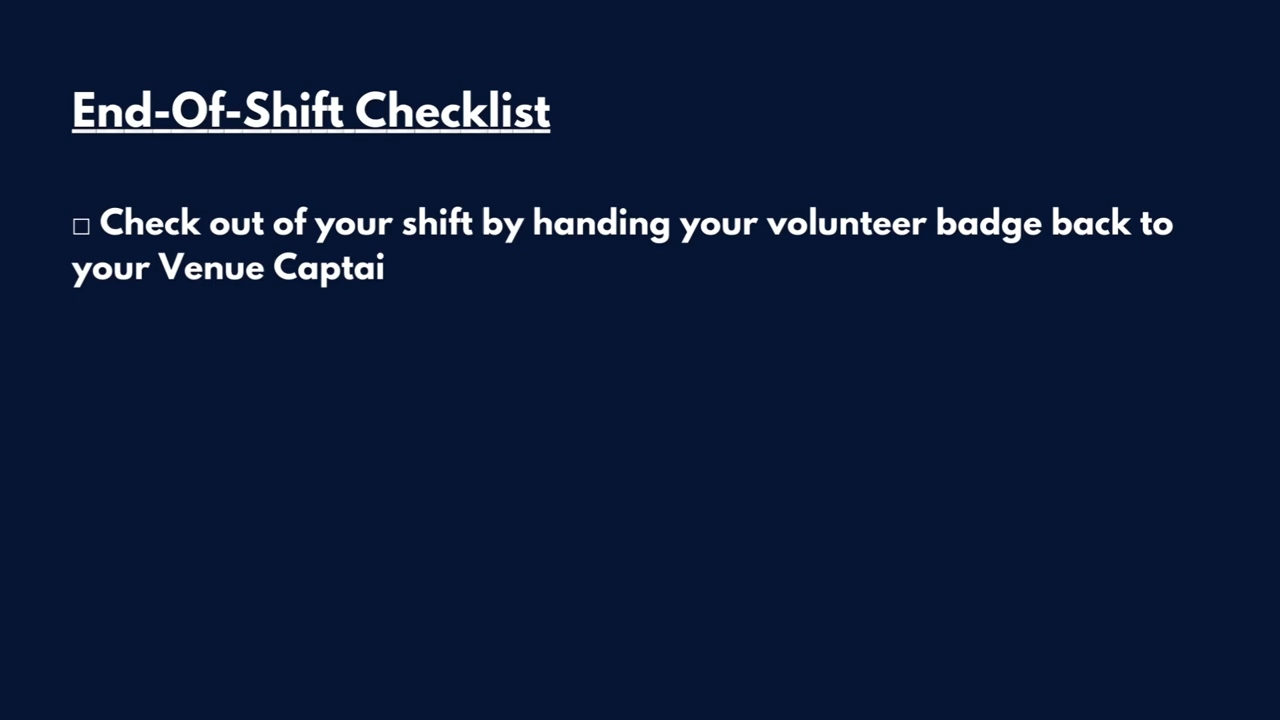 End-Of-Shift Checklist
□ Check out of your shift by handing your volunteer badge back to
your Venue Captai